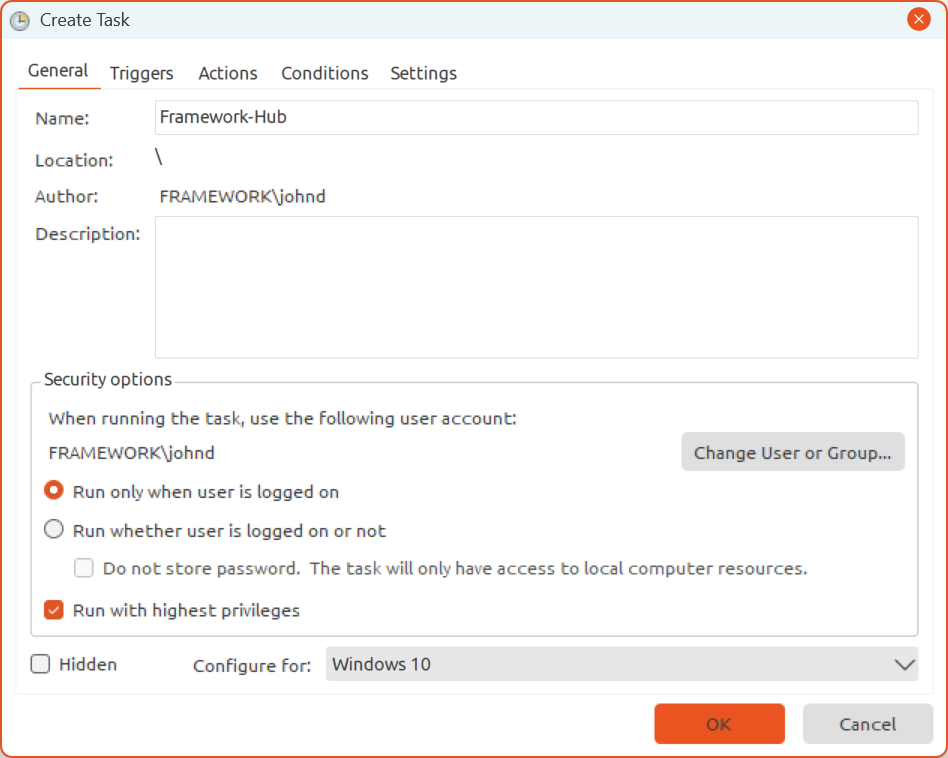 Create Task
General Triggers Actions Conditions Settings
Name: Framework-Hub
Location: \
Author: FRAMEWORK\johnd
Description:
Security options
When running the task, use the following user account:
FRAMEWORK\johnd Change User or Group...
Run only when user is logged on
Run whether user is logged on or not
Do not store password. The task will only have access to local computer resources.
Run with highest privileges
Hidden Configure for: Windows 10
OK Cancel